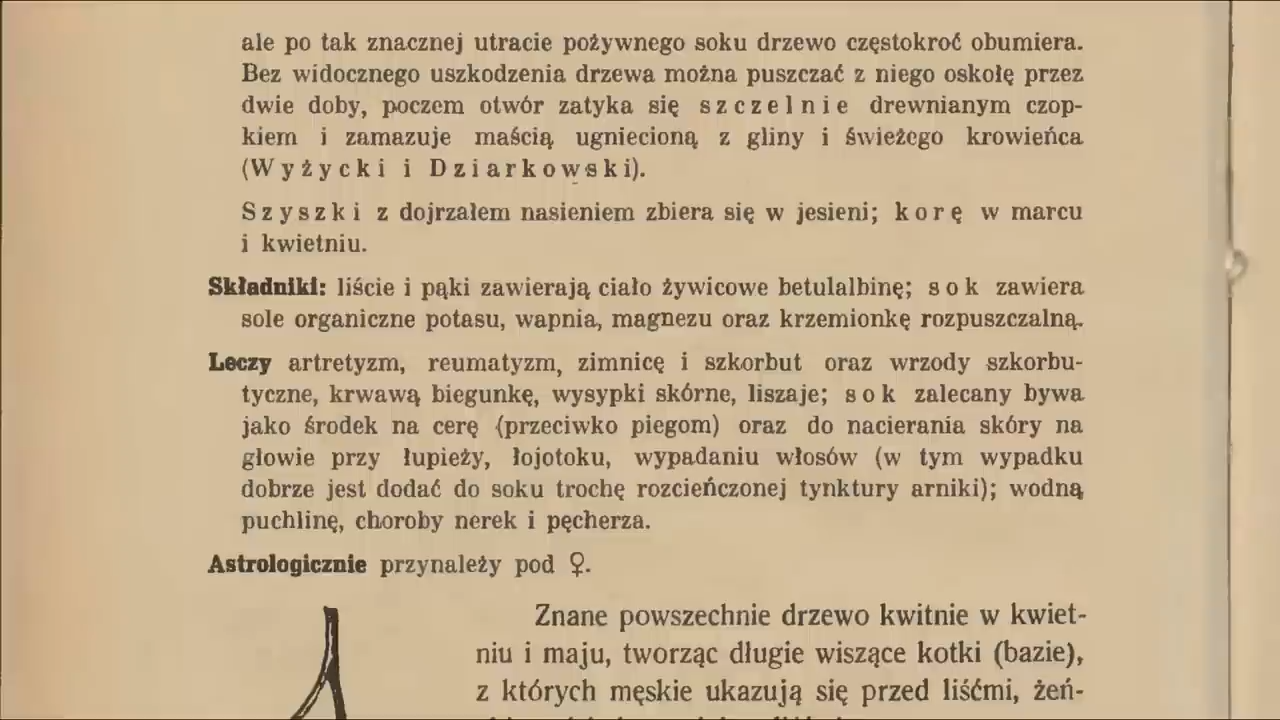 ale po tak znacznej utracie pożywnego soku drzewo częstokroć obumiera.
Bez widocznego uszkodzenia drzewa można puszczać z niego oskołę przez
dwie doby, poczem otwór zatyka się szczelnie drewnianym czop-
kiem i zamazuje maścią ugniecioną z gliny i świeżego krowieńca
(Wyżycki i Dziarkowski).
Szyszki z dojrzałem nasieniem zbiera się w jesieni; korę w marcu
i kwietniu.
Składniki: liście i pąki zawierają ciało żywicowe betulalbinę; sok zawiera
sole organiczne potasu, wapnia, magnezu oraz krzemionkę rozpuszczalną.
Leczy artretyzm, reumatyzm, zimnicę i szkorbut oraz wrzody szkorbu-
tyczne, krwawą biegunkę, wysypki skórne, liszaje; sok zalecany bywa
jako środek na cerę (przeciwko piegom) oraz do nacierania skóry na
głowie przy łupieży, łojotoku, wypadaniu włosów (w tym wypadku
dobrze jest dodać do soku trochę rozcieńczonej tynktury arniki); wodną
puchlinę, choroby nerek i pęcherza.
Astrologicznie przynależy pod ♀.
Znane powszechnie drzewo kwitnie w kwiet-
niu i maju, tworząc długie wiszące kotki (bazie),
z których męskie ukazują się przed liśćmi, żeń-